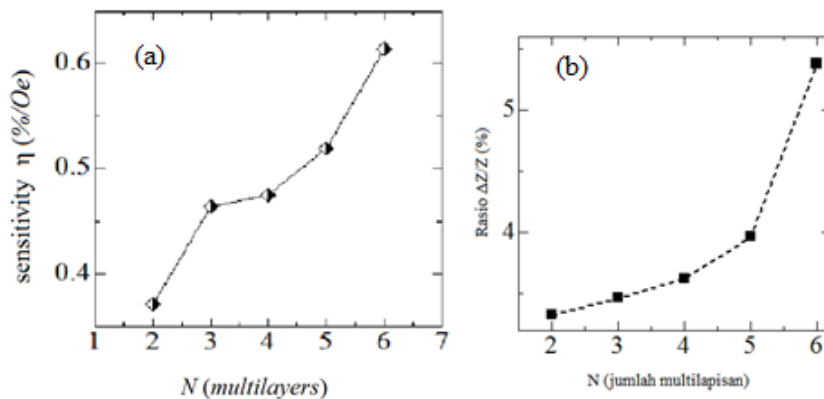 (a)
sensitivity η (%/Oe)
0.6
0.5
0.4
1 2 3 4 5 6 7
N (multilayers)
(b)
Rasio ΔZ/Z (%)
5
4
2 3 4 5 6
N (jumlah multilapisan)